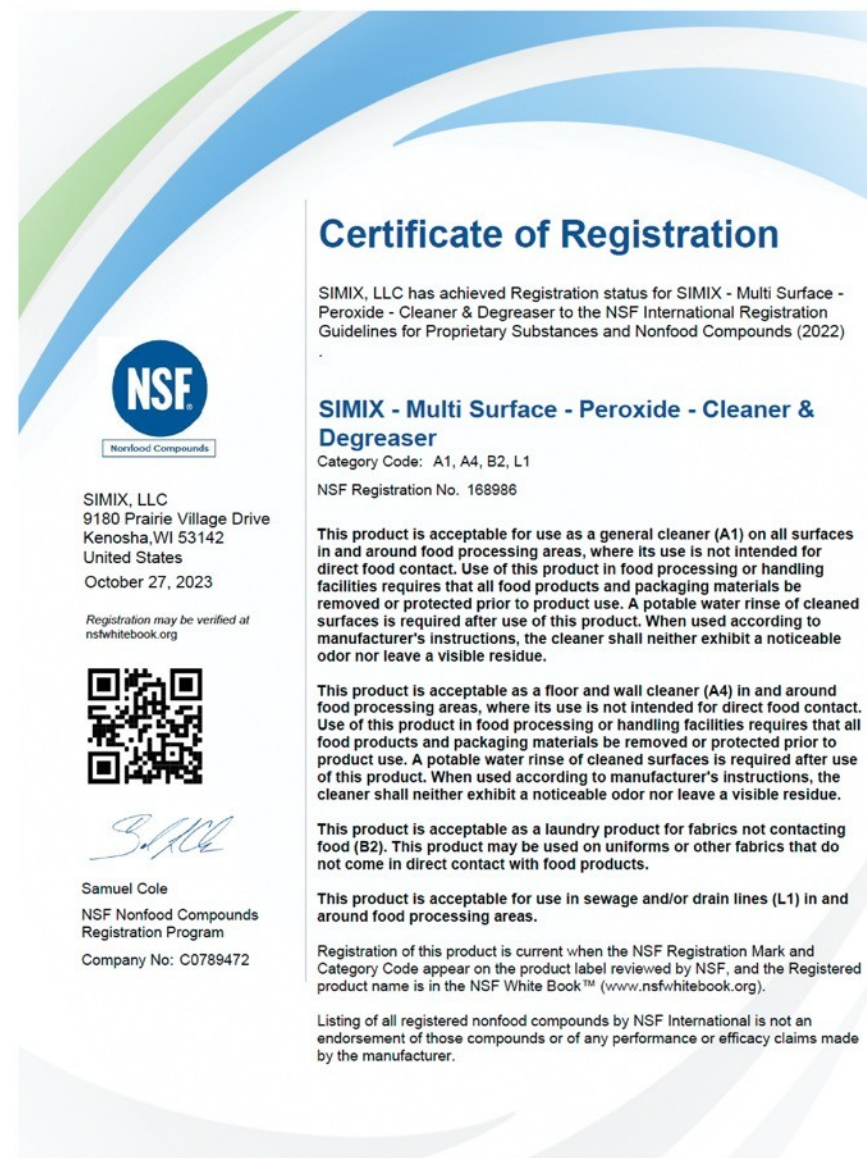 Certificate of Registration
SIMIX, LLC has achieved Registration status for SIMIX - Multi Surface -
Peroxide - Cleaner & Degreaser to the NSF International Registration
Guidelines for Proprietary Substances and Nonfood Compounds (2022)
.
NSF®
Nonfood Compounds
SIMIX, LLC
9180 Prairie Village Drive
Kenosha,WI 53142
United States
October 27, 2023
Registration may be verified at
nsfwhitebook.org
Samuel Cole
NSF Nonfood Compounds
Registration Program
Company No: C0789472
SIMIX - Multi Surface - Peroxide - Cleaner &
Degreaser
Category Code: A1, A4, B2, L1
NSF Registration No. 168986
This product is acceptable for use as a general cleaner (A1) on all surfaces
in and around food processing areas, where its use is not intended for
direct food contact. Use of this product in food processing or handling
facilities requires that all food products and packaging materials be
removed or protected prior to product use. A potable water rinse of cleaned
surfaces is required after use of this product. When used according to
manufacturer's instructions, the cleaner shall neither exhibit a noticeable
odor nor leave a visible residue.
This product is acceptable as a floor and wall cleaner (A4) in and around
food processing areas, where its use is not intended for direct food contact.
Use of this product in food processing or handling facilities requires that all
food products and packaging materials be removed or protected prior to
product use. A potable water rinse of cleaned surfaces is required after use
of this product. When used according to manufacturer's instructions, the
cleaner shall neither exhibit a noticeable odor nor leave a visible residue.
This product is acceptable as a laundry product for fabrics not contacting
food (B2). This product may be used on uniforms or other fabrics that do
not come in direct contact with food products.
This product is acceptable for use in sewage and/or drain lines (L1) in and
around food processing areas.
Registration of this product is current when the NSF Registration Mark and
Category Code appear on the product label reviewed by NSF, and the Registered
product name is in the NSF White Book™ (www.nsfwhitebook.org).
Listing of all registered nonfood compounds by NSF International is not an
endorsement of those compounds or of any performance or efficacy claims made
by the manufacturer.